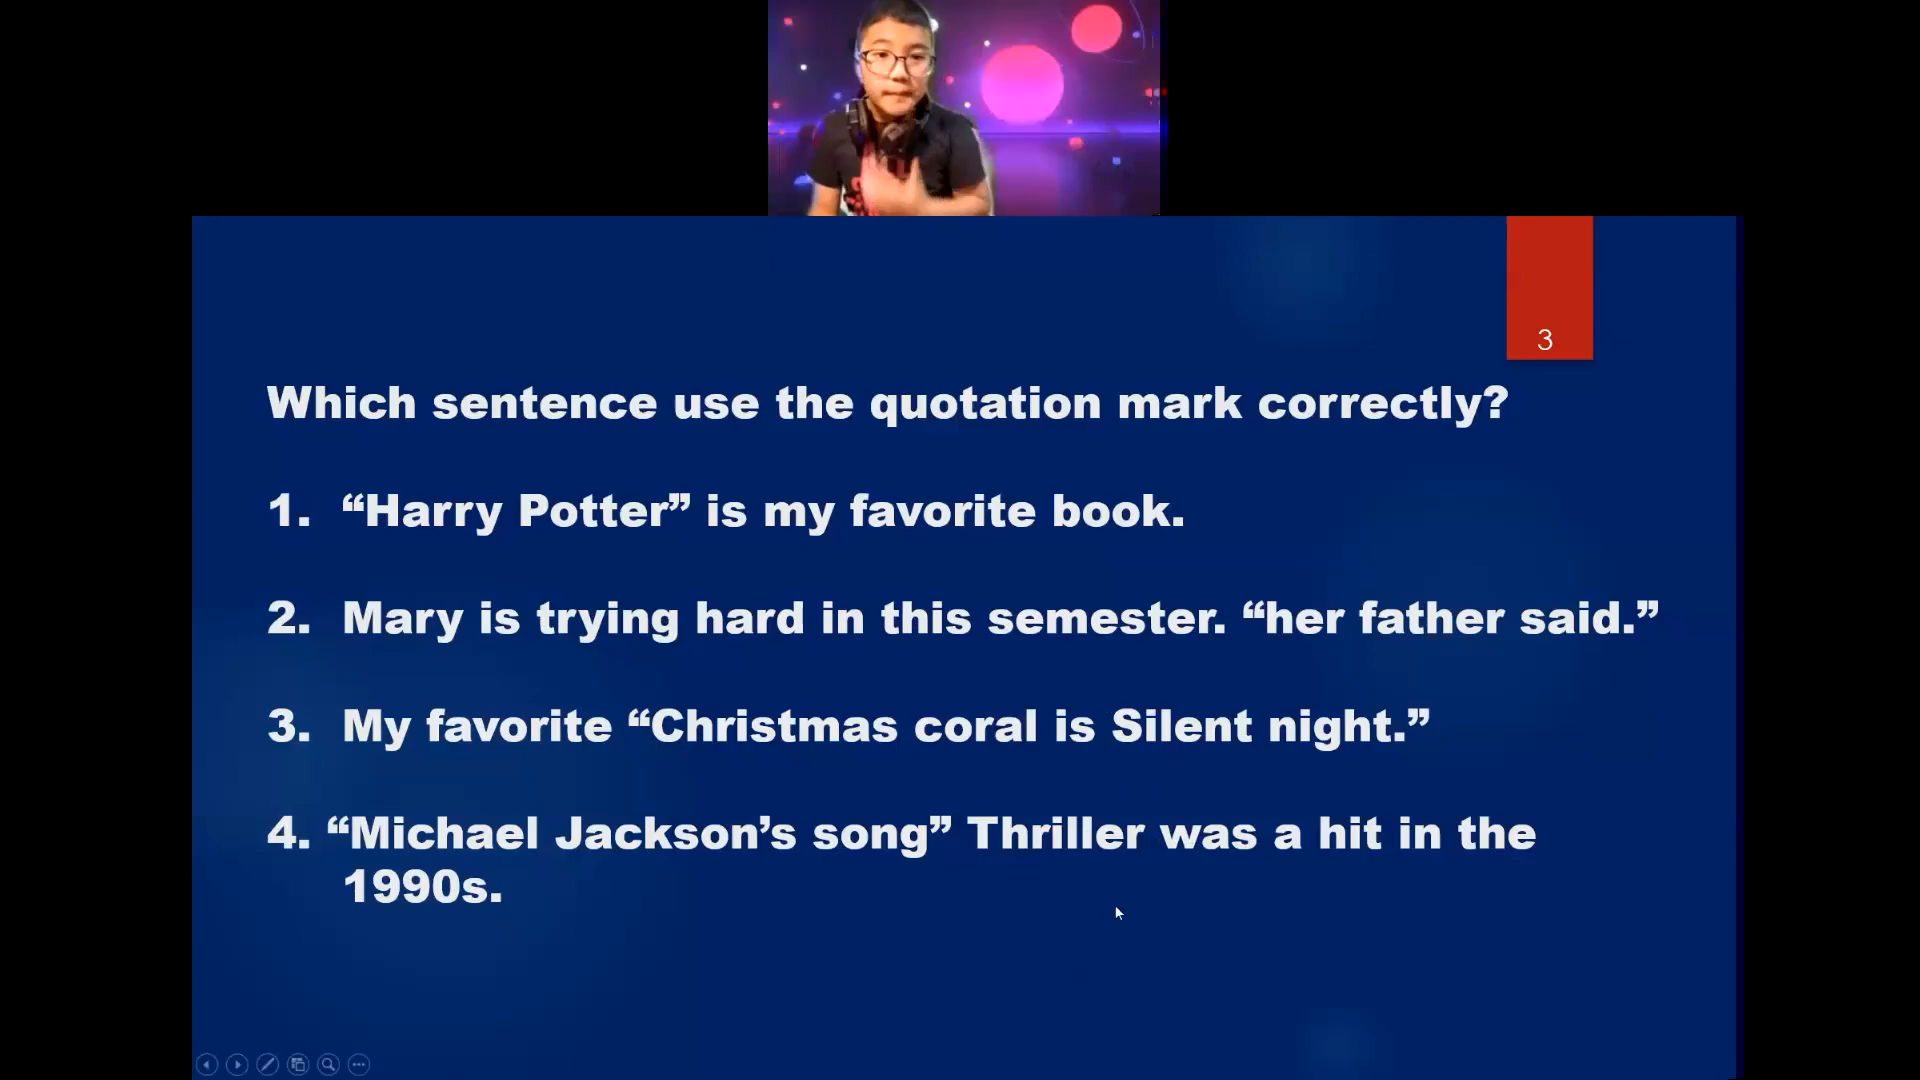 3
Which sentence use the quotation mark correctly?
1. “Harry Potter” is my favorite book.
2. Mary is trying hard in this semester. “her father said.”
3. My favorite “Christmas coral is Silent night.”
4. “Michael Jackson’s song” Thriller was a hit in the
1990s.